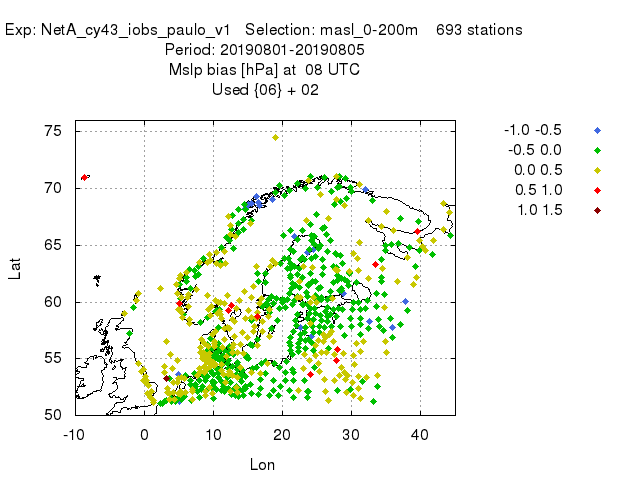 Exp: NetA_cy43_iobs_paulo_v1 Selection: masl_0-200m 693 stations
Period: 20190801-20190805
Mslp bias [hPa] at 08 UTC
Used {06} + 02
-1.0 -0.5
-0.5 0.0
0.0 0.5
0.5 1.0
1.0 1.5
75
70
65
60
55
50
Lat
-10 0 10 20 30 40
Lon